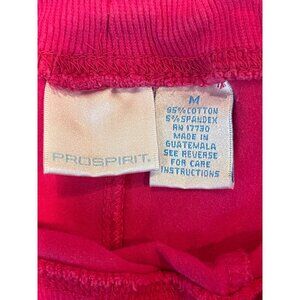 PROSPIRIT.
M
95% COTTON
5% SPANDEX
RN 17730
MADE IN
GUATEMALA
SEE REVERSE
FOR CARE
INSTRUCTIONS